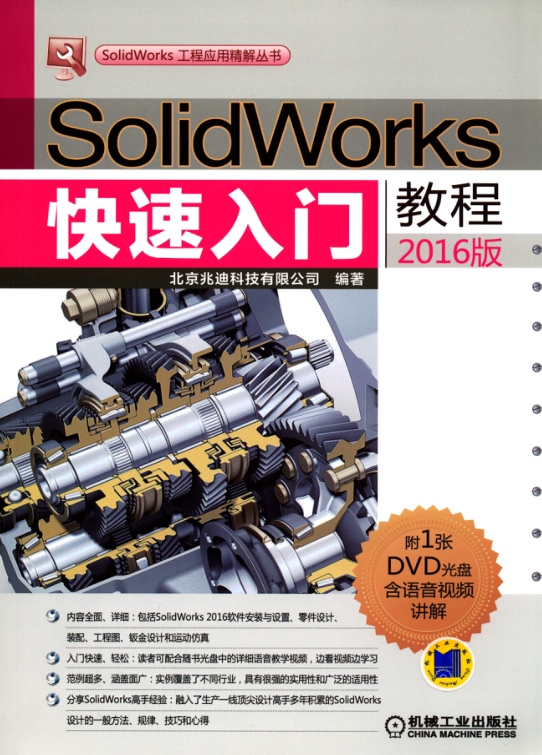 SolidWorks 工程应用精解丛书
SolidWorks
快速入门
教程
2016版
北京兆迪科技有限公司 编著
附1张
DVD光盘
含语音视频
讲解
内容全面、详细：包括SolidWorks 2016软件安装与设置、零件设计、
装配、工程图、钣金设计和运动仿真
入门快速、轻松：读者可配合随书光盘中的详细语音教学视频，边看视频边学习
范例超多、涵盖面广：实例覆盖了不同行业，具有很强的实用性和广泛的适用性
分享SolidWorks高手经验：融入了生产一线顶尖设计高手多年积累的SolidWorks
设计的一般方法、规律、技巧和心得
机械工业出版社
CHINA MACHINE PRESS